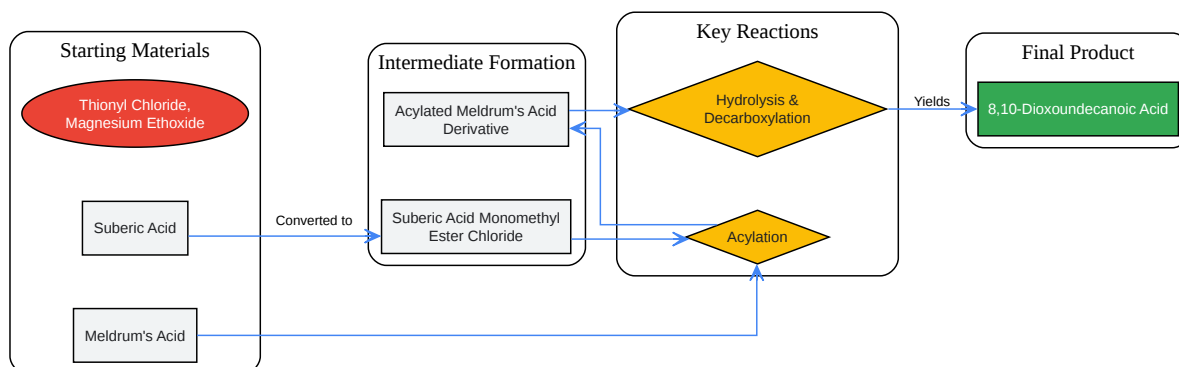 Starting Materials
Thionyl Chloride,
Magnesium Ethoxide
Suberic Acid
Meldrum's Acid
Converted to
Intermediate Formation
Acylated Meldrum's Acid
Derivative
Suberic Acid Monomethyl
Ester Chloride
Key Reactions
Hydrolysis &
Decarboxylation
Acylation
Yields
Final Product
8,10-Dioxoundecanoic Acid